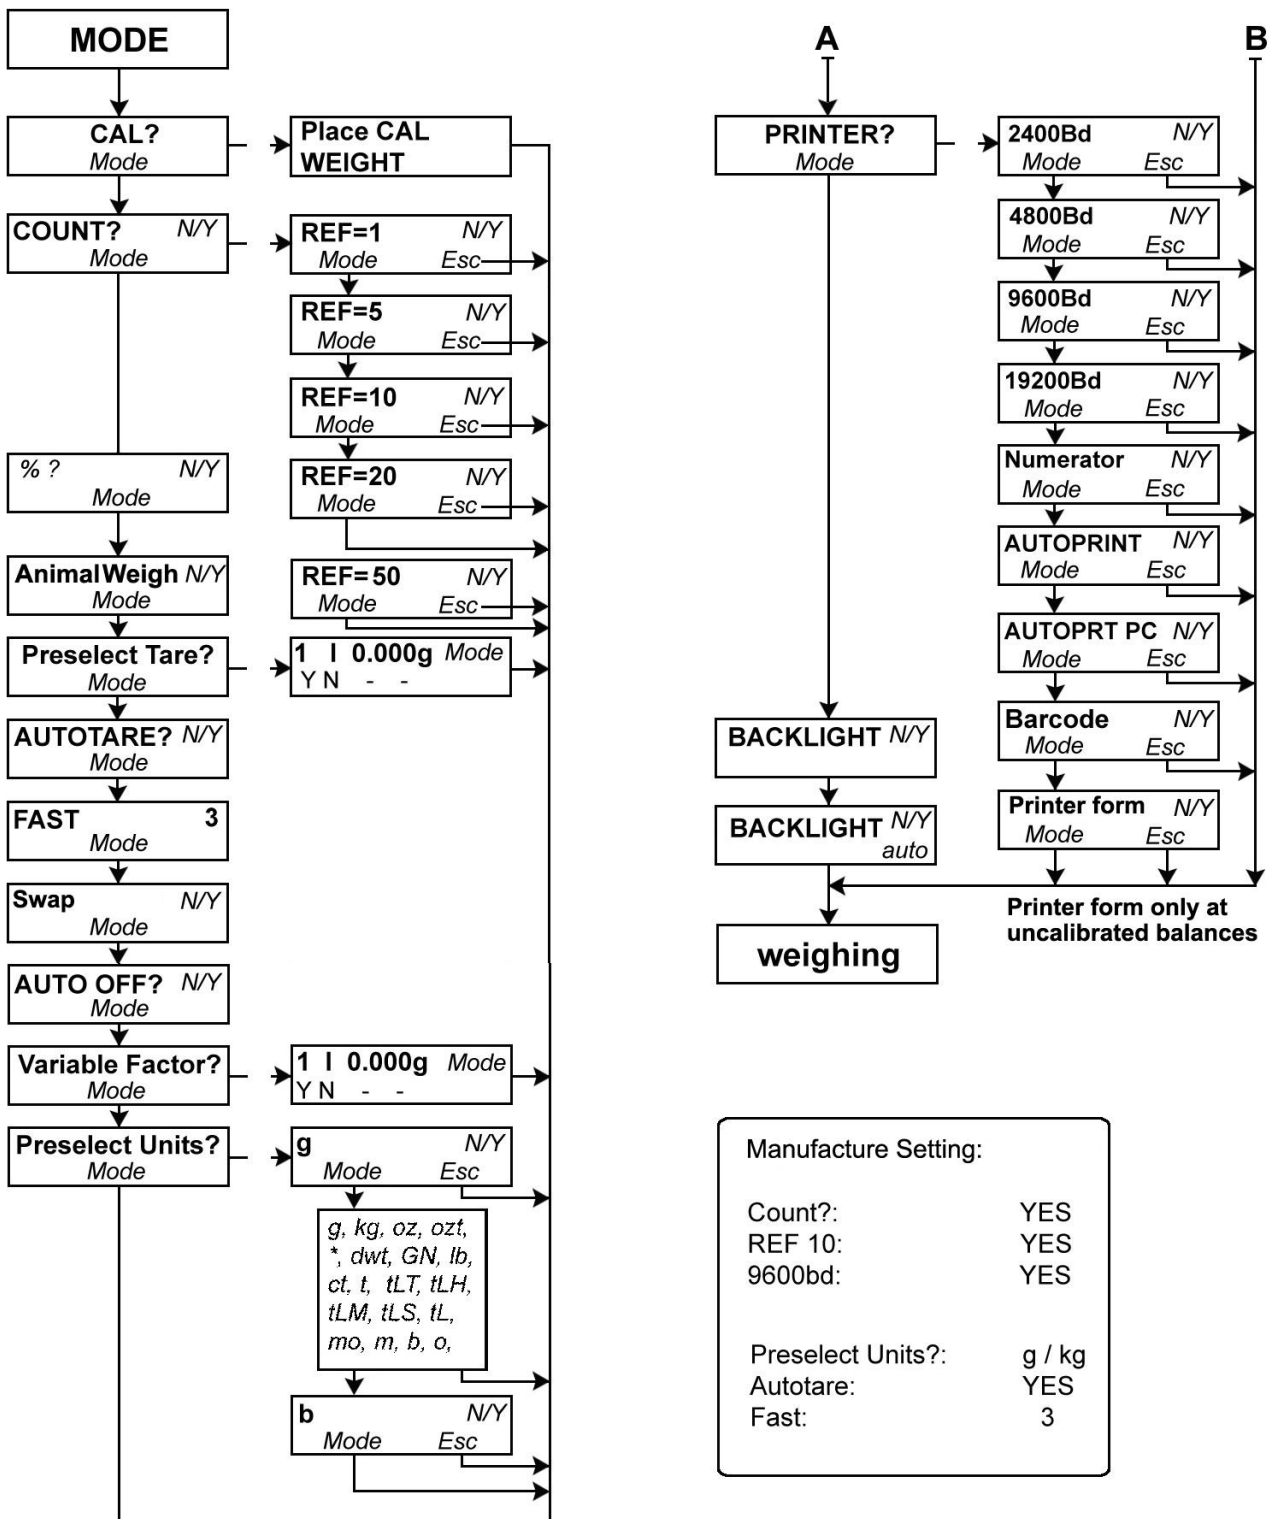 MODE
CAL?
Mode
Place CAL
WEIGHT
COUNT? N/Y
Mode
REF=1 N/Y
Mode Esc
REF=5 N/Y
Mode Esc
REF=10 N/Y
Mode Esc
REF=20 N/Y
Mode Esc
REF=50 N/Y
Mode Esc
% ? N/Y
Mode
AnimalWeigh N/Y
Mode
Preselect Tare?
Mode
1 I 0.000g Mode
Y N - -
AUTOTARE? N/Y
Mode
FAST 3
Mode
Swap N/Y
Mode
AUTO OFF? N/Y
Mode
Variable Factor?
Mode
1 I 0.000g Mode
Y N - -
Preselect Units?
Mode
g N/Y
Mode Esc
g, kg, oz, ozt,
*, dwt, GN, lb,
ct, t, tLT, tLH,
tLM, tLS, tL,
mo, m, b, o,
b N/Y
Mode Esc
A
B
PRINTER?
Mode
2400Bd N/Y
Mode Esc
4800Bd N/Y
Mode Esc
9600Bd N/Y
Mode Esc
19200Bd N/Y
Mode Esc
Numerator N/Y
Mode Esc
AUTOPRINT N/Y
Mode Esc
AUTOPRT PC N/Y
Mode Esc
Barcode N/Y
Mode Esc
Printer form N/Y
Mode Esc
BACKLIGHT N/Y
BACKLIGHT N/Y
auto
Printer form only at
uncalibrated balances
weighing
Manufacture Setting:
Count?: YES
REF 10: YES
9600bd: YES
Preselect Units?: g / kg
Autotare: YES
Fast: 3